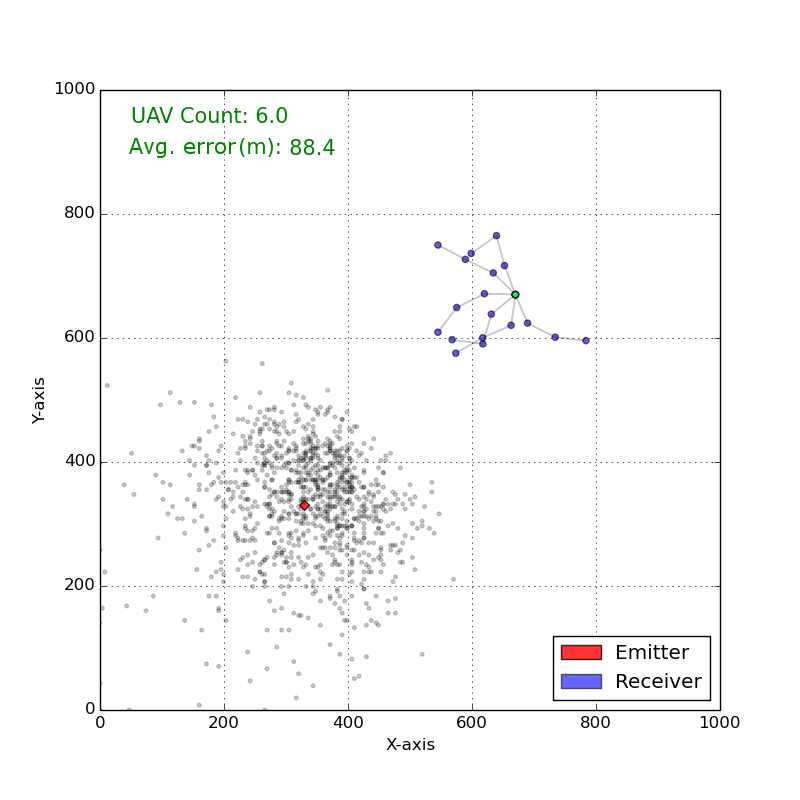 UAV Count: 6.0
Avg. error(m): 88.4
1000
800
600
400
200
0
Y-axis
0 200 400 600 800 1000
X-axis
Emitter
Receiver